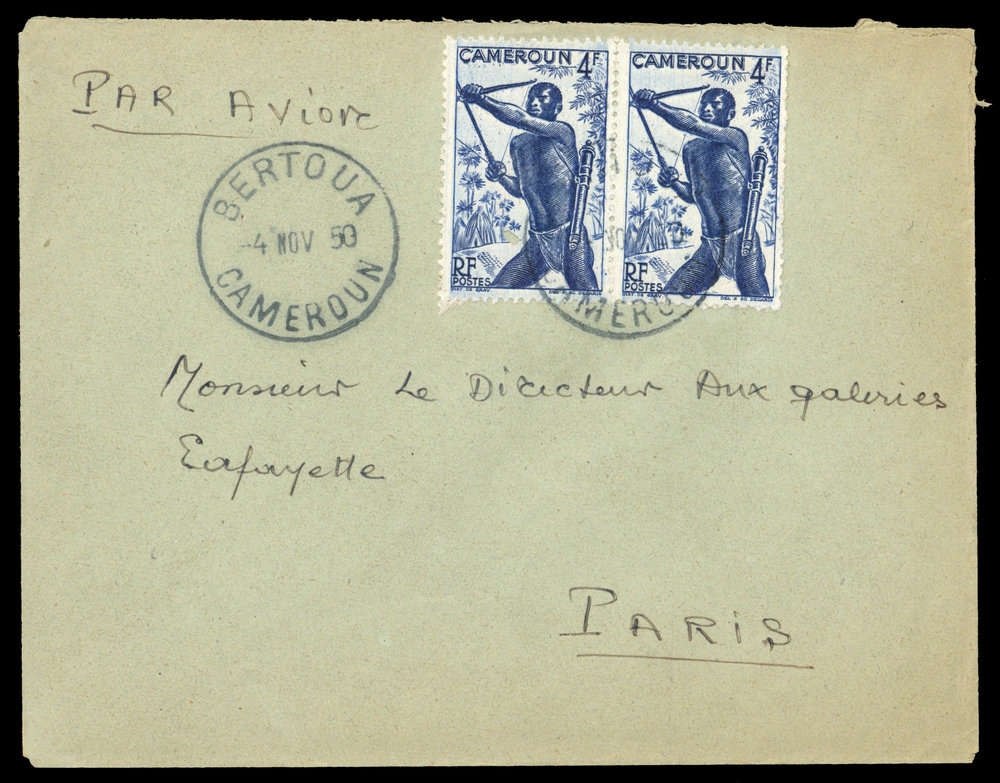 PAR AVION
CAMEROUN 4F
CAMEROUN 4F
BERTOUA
-4 NOV 50
CAMEROUN
RF
POSTES
RF
POSTES
CAMEROU
Monsieur Le Directeur Aux galeries
Lafayette
PARIS